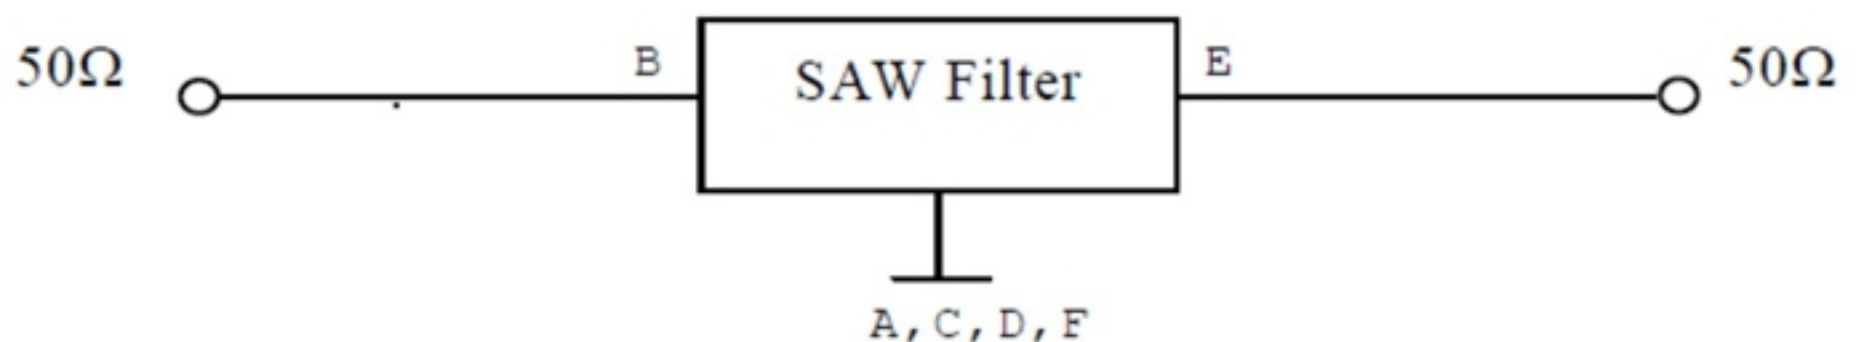 50Ω
B
SAW Filter
E
50Ω
A,C,D,F